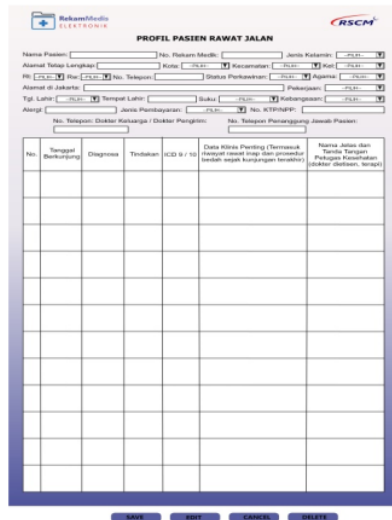 RekamMedis
ELEKTRONIK
RSCM
PROFIL PASIEN RAWAT JALAN
Nama Pasien: No. Rekam Medik: Jenis Kelamin: -PILIH-
Alamat Tetap Lengkap: Kota: -PILIH- Kecamatan: -PILIH- Kel: -PILIH-
Rt: -PILIH- Rw: -PILIH- No. Telepon: Status Perkawinan: -PILIH- Agama: -PILIH-
Alamat di Jakarta: Pekerjaan: -PILIH-
Tgl. Lahir: -PILIH- Tempat Lahir: Suku: -PILIH- Kebangsaan: -PILIH-
Alergi: Jenis Pembayaran: -PILIH- No. KTP/NPP:
No. Telepon: Dokter Keluarga / Dokter Pengirim: No. Telepon Penanggung Jawab Pasien:
No. Tanggal Berkunjung Diagnosa Tindakan ICD 9 / 10 Data Klinis Penting (Termasuk riwayat rawat inap dan prosedur bedah sejak kunjungan terakhir) Nama Jelas dan Tanda Tangan Petugas Kesehatan (dokter dietisen, terapi)
SAVE EDIT CANCEL DELETE